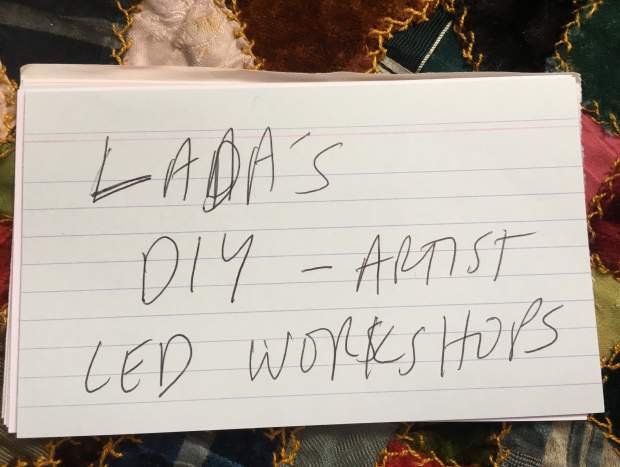 LADA'S
DIY - ARTIST
LED WORKSHOPS